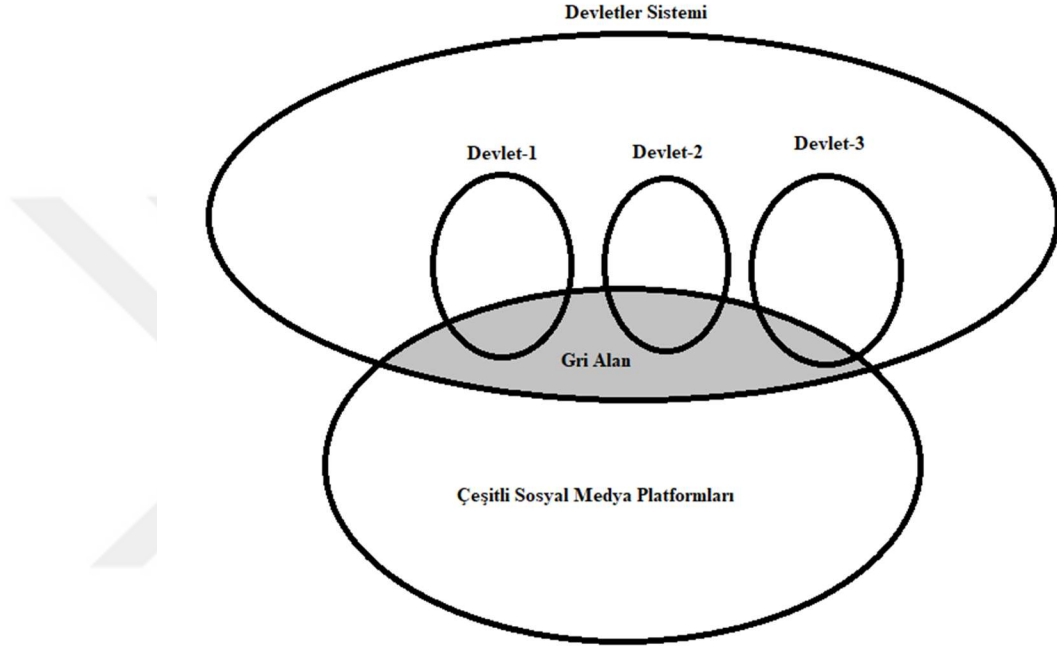 Devletler Sistemi
Devlet-1
Devlet-2
Devlet-3
Gri Alan
Çeşitli Sosyal Medya Platformları